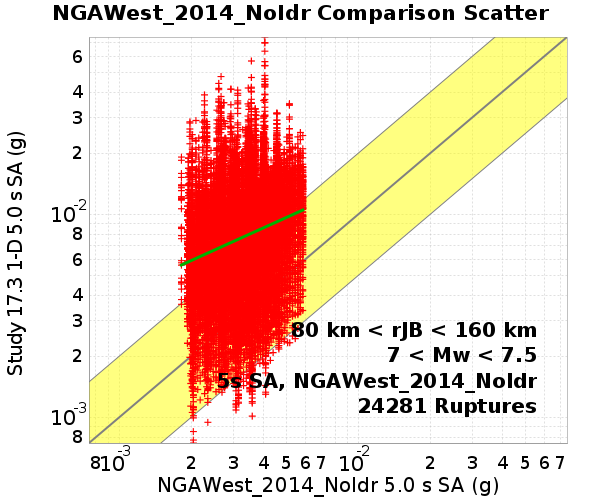 NGAWest_2014_NoIdr Comparison Scatter
Study 17.3 1-D 5.0 s SA (g)
6
4
3
2
10-2
8
6
4
3
2
10-3
8
80 km < rJB < 160 km
7 < Mw < 7.5
5s SA, NGAWest_2014_NoIdr
24281 Ruptures
8 10-3 2 3 4 5 6 7 10-2 2 3 4 5 6 7
NGAWest_2014_NoIdr 5.0 s SA (g)